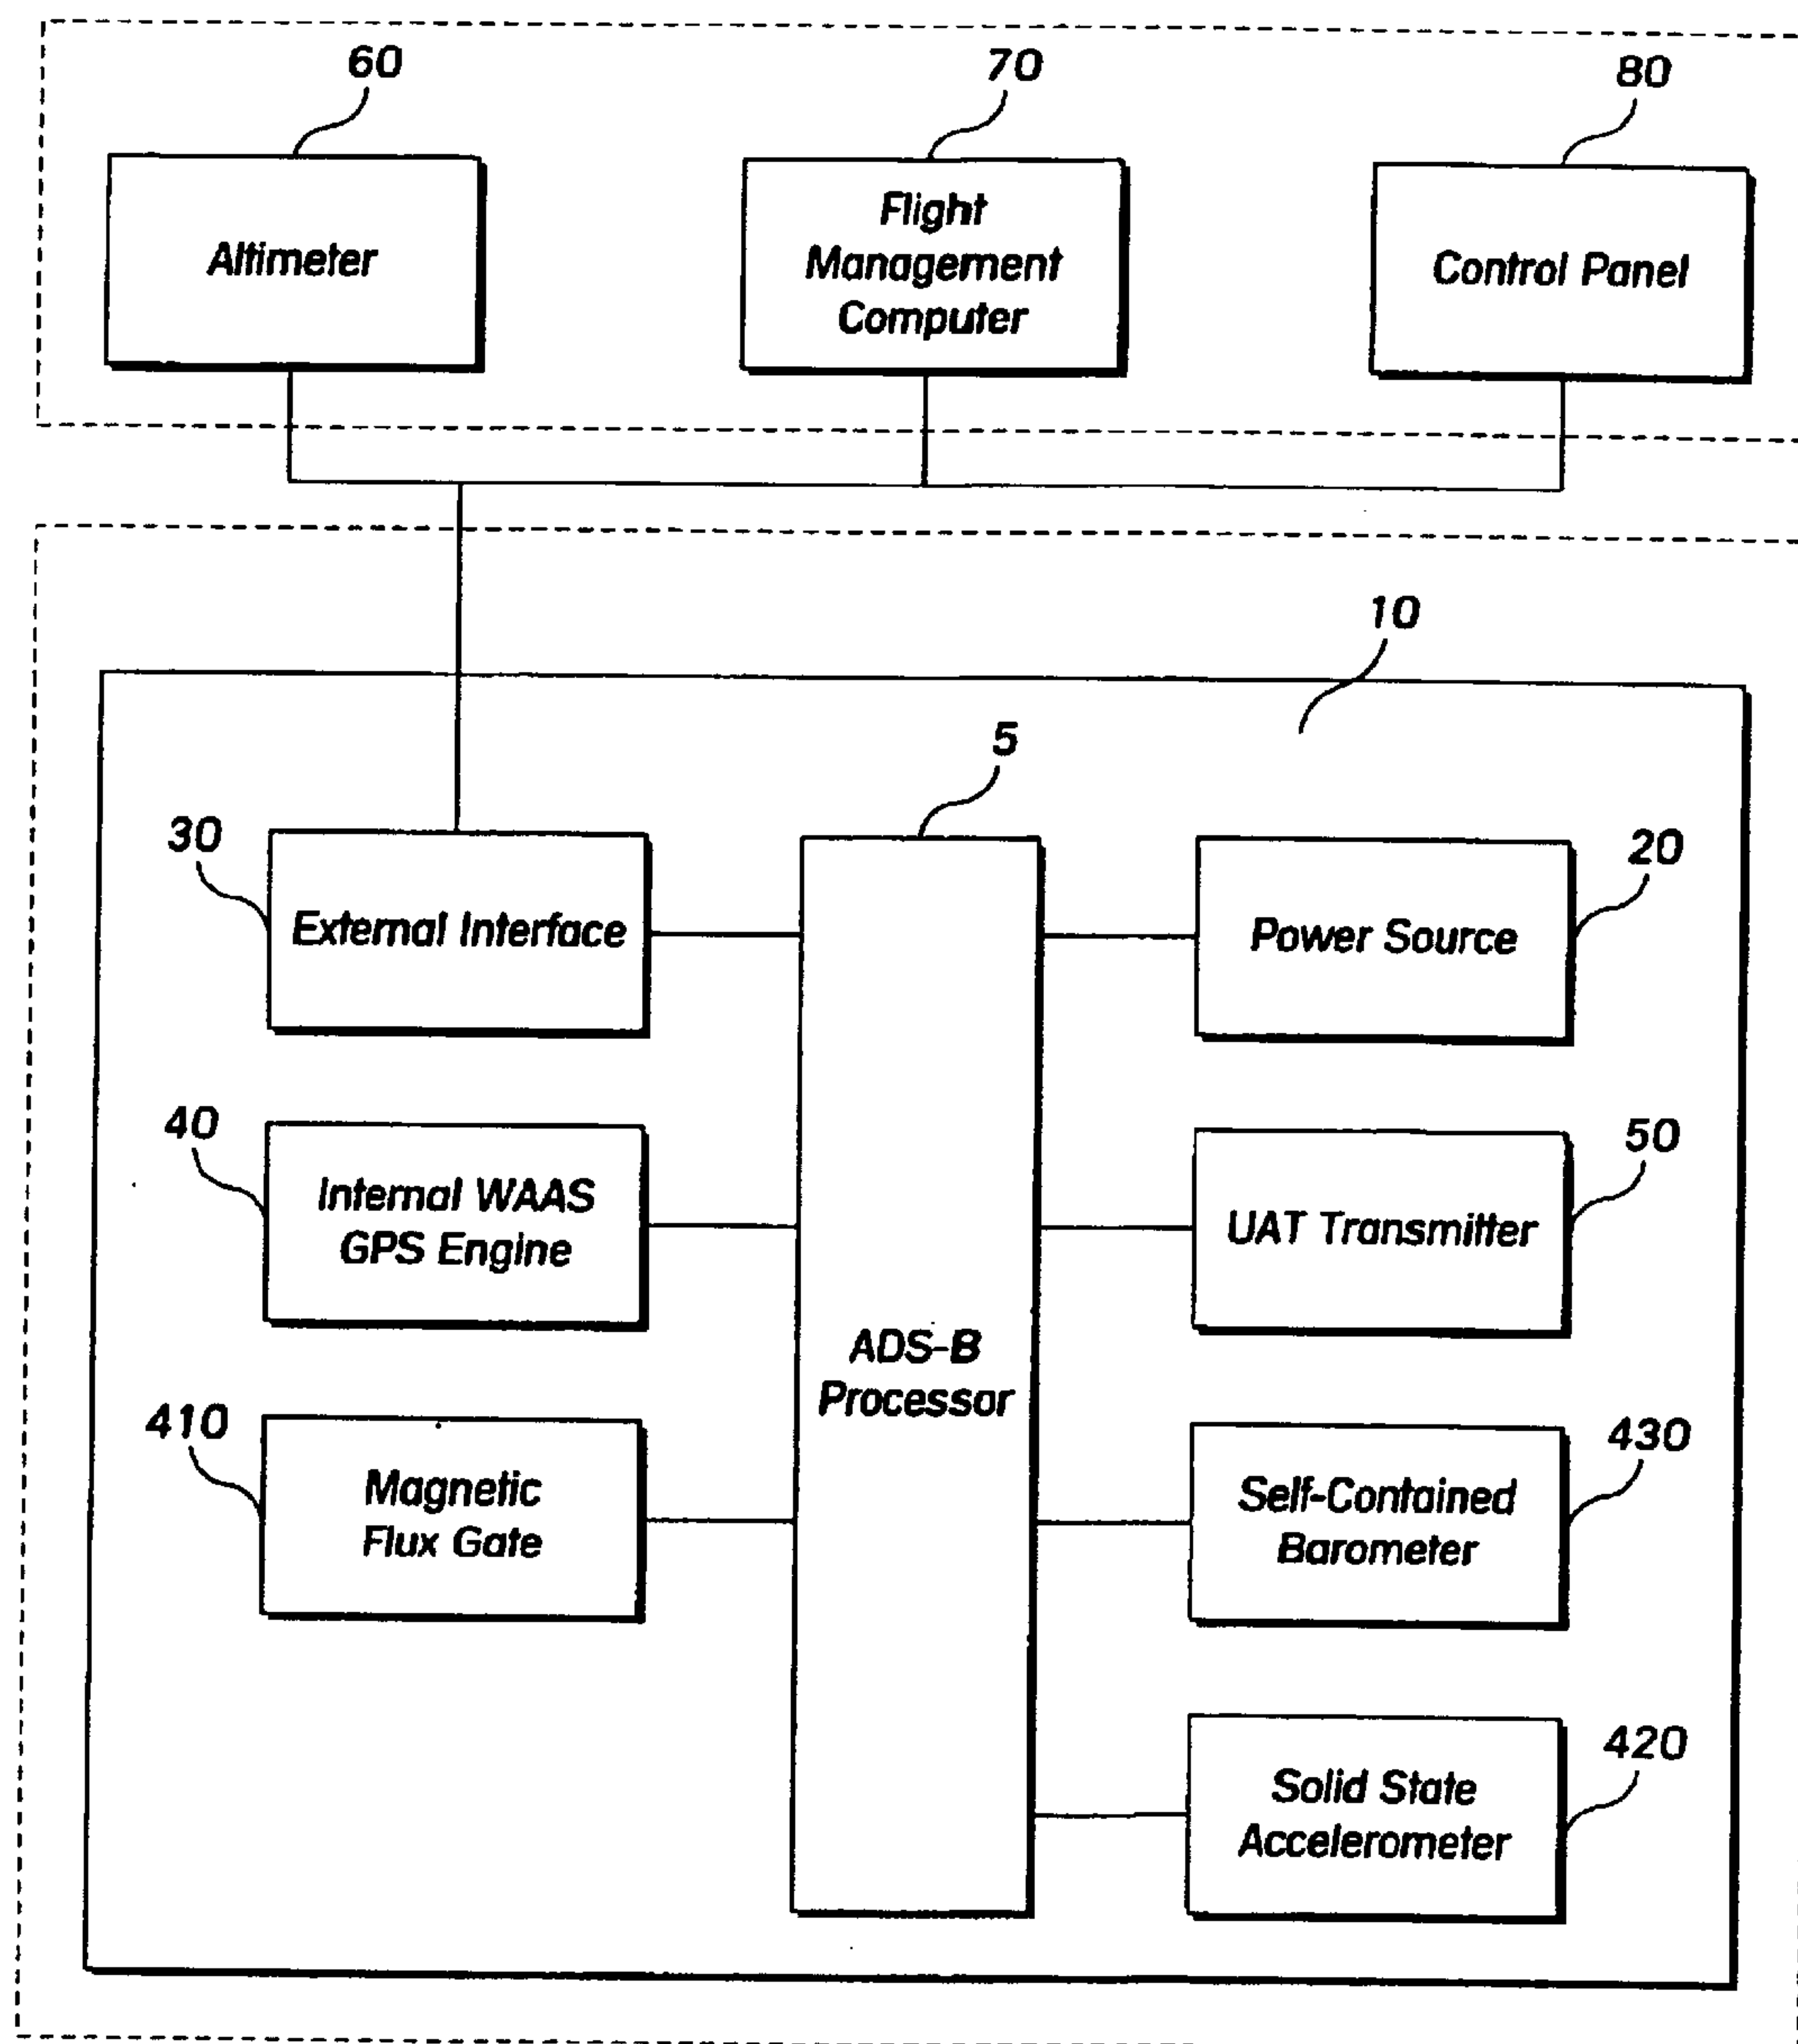 60
70
80
Altimeter
Flight
Management
Computer
Control Panel
10
5
30
External Interface
20
Power Source
40
Internal WAAS
GPS Engine
50
UAT Transmitter
ADS-B
Processor
410
Magnetic
Flux Gate
430
Self-Contained
Barometer
420
Solid State
Accelerometer